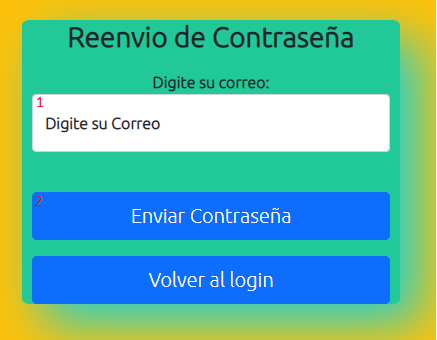 Reenvio de Contraseña
Digite su correo:
1
Digite su Correo
2
Enviar Contraseña
Volver al login